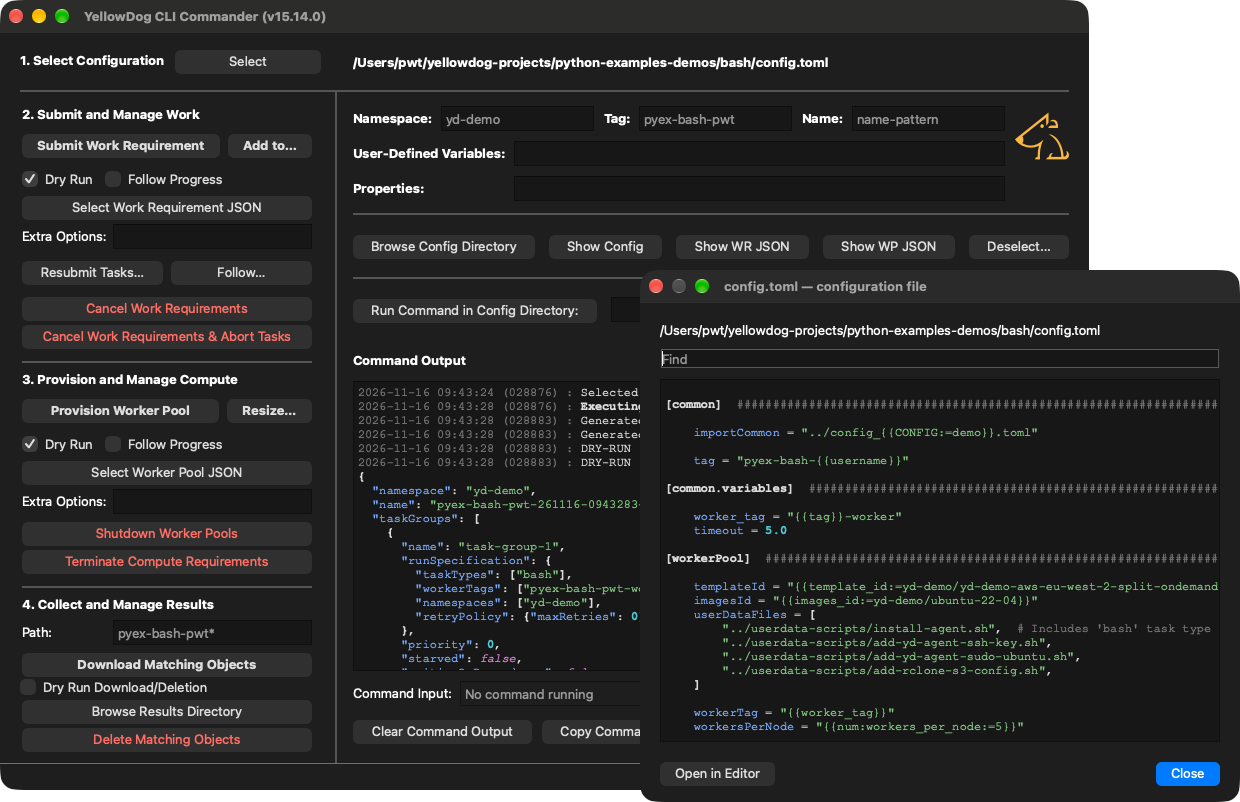 YellowDog CLI Commander (v15.14.0)
1. Select Configuration
Select
/Users/pwt/yellowdog-projects/python-examples-demos/bash/config.toml
2. Submit and Manage Work
Submit Work Requirement
Add to...
Dry Run
Follow Progress
Select Work Requirement JSON
Extra Options:
Resubmit Tasks...
Follow...
Cancel Work Requirements
Cancel Work Requirements & Abort Tasks
3. Provision and Manage Compute
Provision Worker Pool
Resize...
Dry Run
Follow Progress
Select Worker Pool JSON
Extra Options:
Shutdown Worker Pools
Terminate Compute Requirements
4. Collect and Manage Results
Path:
pyex-bash-pwt*
Download Matching Objects
Dry Run Download/Deletion
Browse Results Directory
Delete Matching Objects
Namespace:
yd-demo
Tag:
pyex-bash-pwt
Name:
name-pattern
User-Defined Variables:
Properties:
Browse Config Directory
Show Config
Show WR JSON
Show WP JSON
Deselect...
Run Command in Config Directory:
Command Output
2026-11-16 09:43:24 (028876) : Selected
2026-11-16 09:43:28 (028876) : Executing
2026-11-16 09:43:28 (028883) : Generated
2026-11-16 09:43:28 (028883) : Generated
2026-11-16 09:43:28 (028883) : DRY-RUN
2026-11-16 09:43:28 (028883) : DRY-RUN
{
"namespace": "yd-demo",
"name": "pyex-bash-pwt-261116-0943283-
"taskGroups": [
{
"name": "task-group-1",
"runSpecification": {
"taskTypes": ["bash"],
"workerTags": ["pyex-bash-pwt-wo
"namespaces": ["yd-demo"],
"retryPolicy": {"maxRetries": 0
},
"priority": 0,
"starved": false,
Command Input:
No command running
Clear Command Output
Copy Comma
config.toml — configuration file
/Users/pwt/yellowdog-projects/python-examples-demos/bash/config.toml
Find
[common] ###################################################################
importCommon = "../config_{{CONFIG:=demo}}.toml"
tag = "pyex-bash-{{username}}"
[common.variables] #########################################################
worker_tag = "{{tag}}-worker"
timeout = 5.0
[workerPool] ###############################################################
templateId = "{{template_id:=yd-demo/yd-demo-aws-eu-west-2-split-ondemand
imagesId = "{{images_id:=yd-demo/ubuntu-22-04}}"
userDataFiles = [
"../userdata-scripts/install-agent.sh", # Includes 'bash' task type
"../userdata-scripts/add-yd-agent-ssh-key.sh",
"../userdata-scripts/add-yd-agent-sudo-ubuntu.sh",
"../userdata-scripts/add-rclone-s3-config.sh",
]
workerTag = "{{worker_tag}}"
workersPerNode = "{{num:workers_per_node:=5}}"
Open in Editor
Close